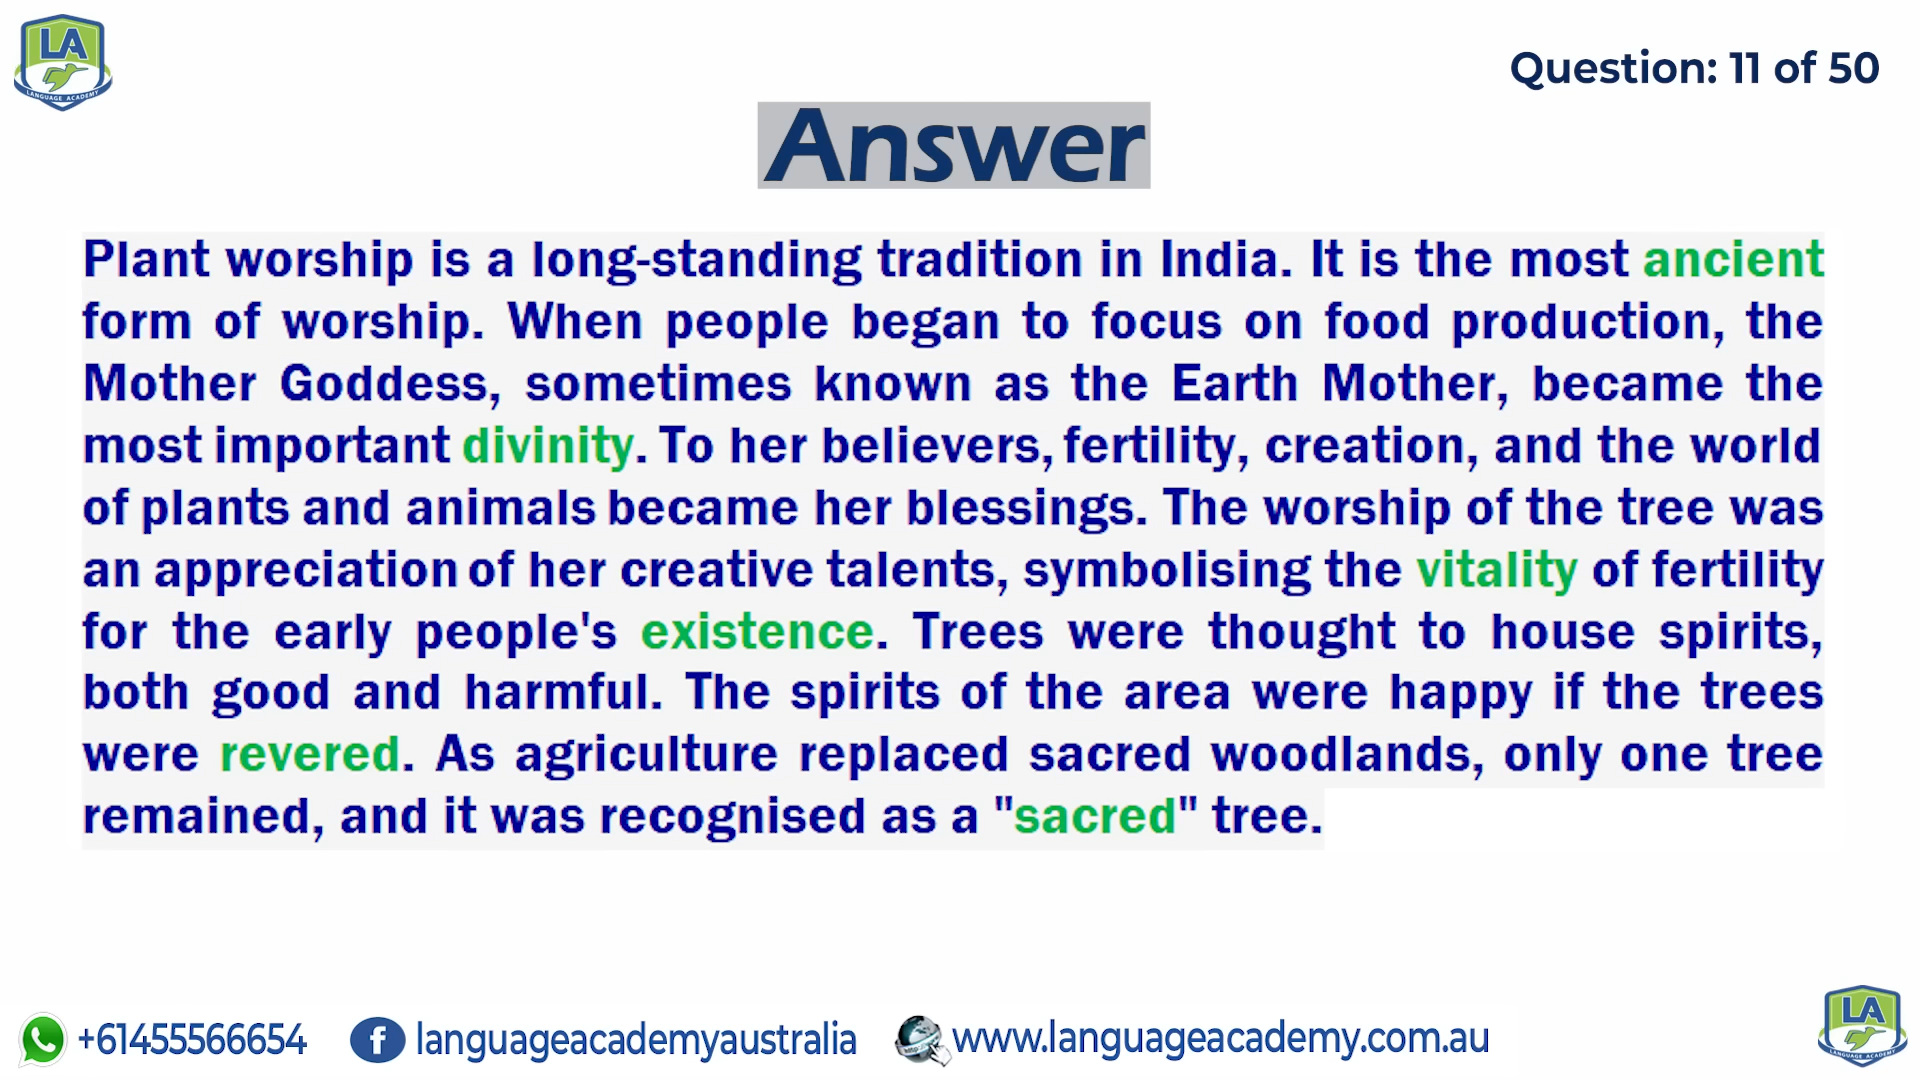 LA
LANGUAGE ACADEMY
Question: 11 of 50
Answer
Plant worship is a long-standing tradition in India. It is the most ancient
form of worship. When people began to focus on food production, the
Mother Goddess, sometimes known as the Earth Mother, became the
most important divinity. To her believers, fertility, creation, and the world
of plants and animals became her blessings. The worship of the tree was
an appreciation of her creative talents, symbolising the vitality of fertility
for the early people's existence. Trees were thought to house spirits,
both good and harmful. The spirits of the area were happy if the trees
were revered. As agriculture replaced sacred woodlands, only one tree
remained, and it was recognised as a "sacred" tree.
+61455566654
languageacademyaustralia
www.languageacademy.com.au
LA
LANGUAGE ACADEMY